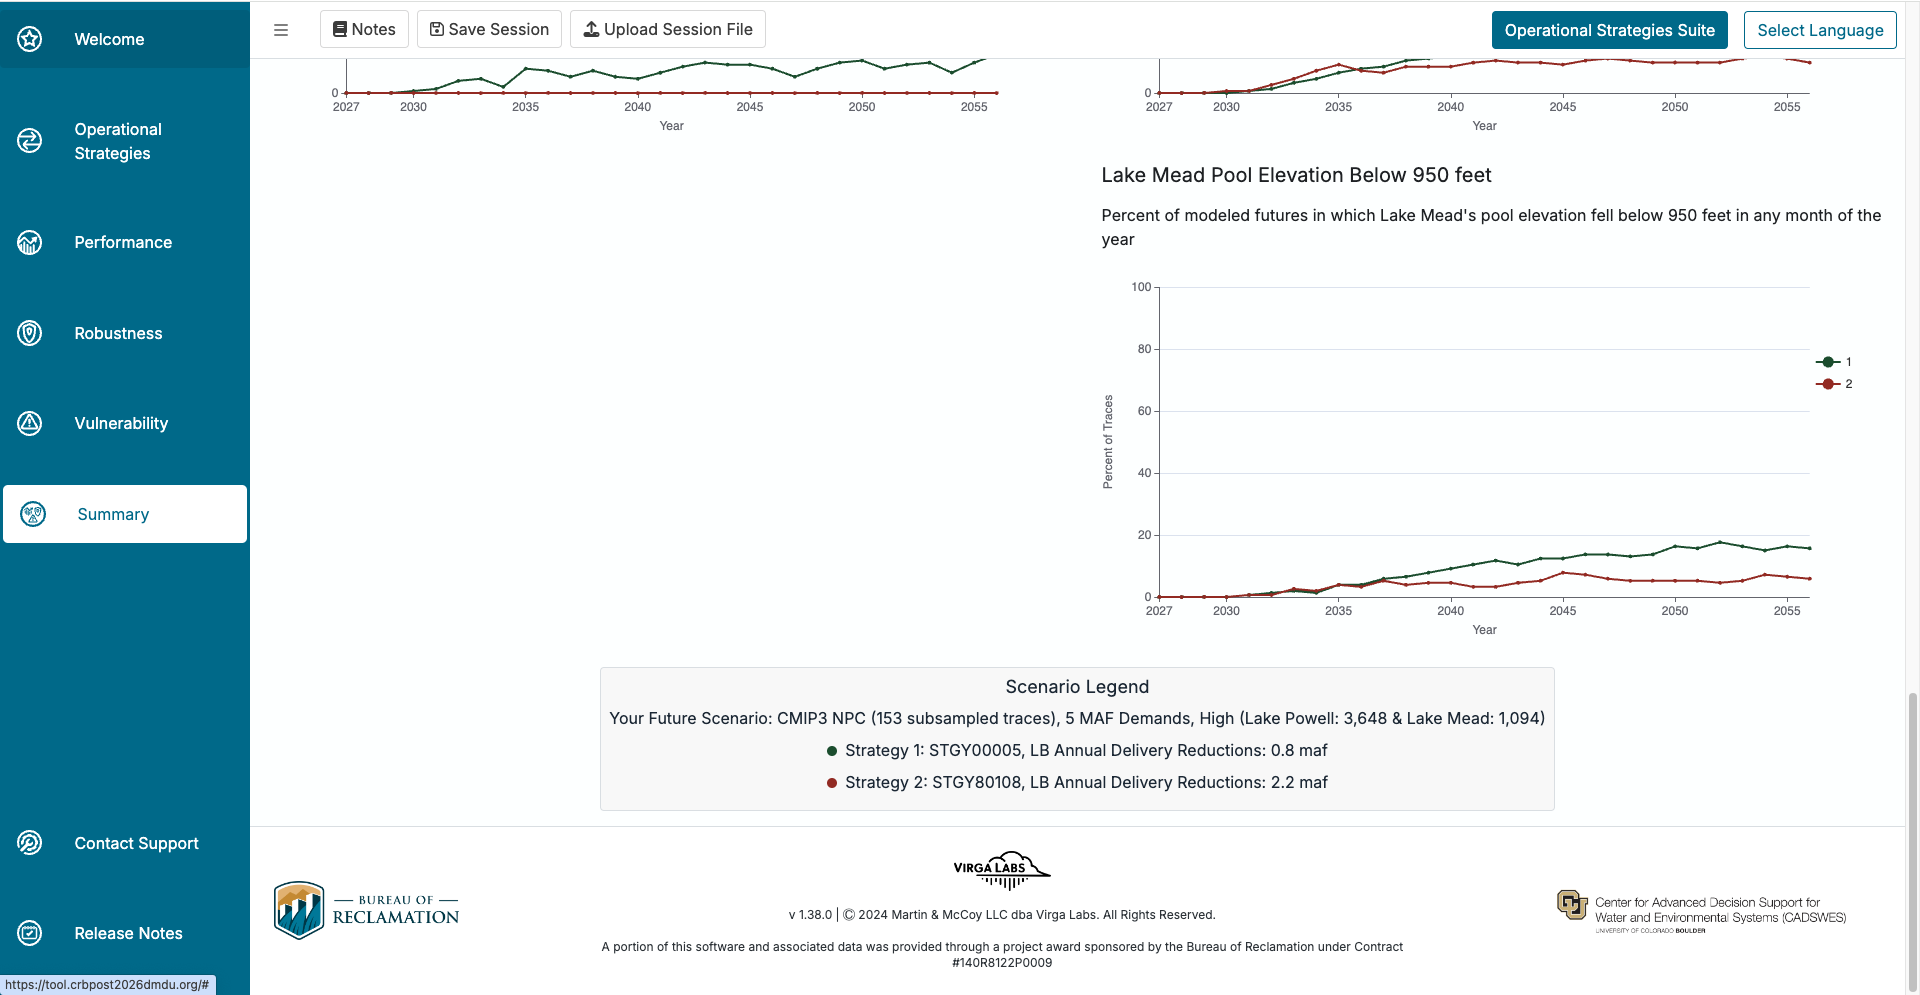 Welcome
Operational
Strategies
Performance
Robustness
Vulnerability
Summary
Contact Support
Release Notes
https://tool.crbpost2026dmdu.org/#
Notes
Save Session
Upload Session File
Operational Strategies Suite
Select Language
0
2027 2030 2035 2040 2045 2050 2055
Year
0
2027 2030 2035 2040 2045 2050 2055
Year
Lake Mead Pool Elevation Below 950 feet
Percent of modeled futures in which Lake Mead's pool elevation fell below 950 feet in any month of the
year
100
80
60
40
20
0
Percent of Traces
2027 2030 2035 2040 2045 2050 2055
Year
1
2
Scenario Legend
Your Future Scenario: CMIP3 NPC (153 subsampled traces), 5 MAF Demands, High (Lake Powell: 3,648 & Lake Mead: 1,094)
Strategy 1: STGY00005, LB Annual Delivery Reductions: 0.8 maf
Strategy 2: STGY80108, LB Annual Delivery Reductions: 2.2 maf
BUREAU OF
RECLAMATION
VIRGA LABS
v 1.38.0 | © 2024 Martin & McCoy LLC dba Virga Labs. All Rights Reserved.
A portion of this software and associated data was provided through a project award sponsored by the Bureau of Reclamation under Contract
#140R8122P0009
CU
Center for Advanced Decision Support for
Water and Environmental Systems (CADSWES)
UNIVERSITY OF COLORADO BOULDER